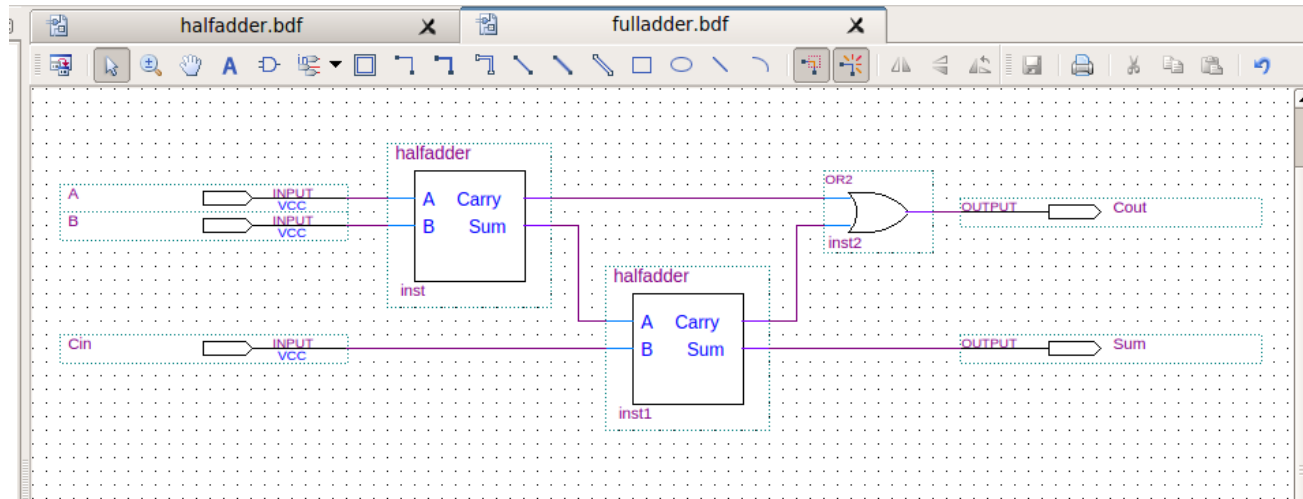 halfadder.bdf
fulladder.bdf
A
halfadder
OR2
A
INPUT
VCC
A Carry
OUTPUT
Cout
B
INPUT
VCC
B Sum
inst2
inst
halfadder
A Carry
Cin
INPUT
VCC
B Sum
OUTPUT
Sum
inst1